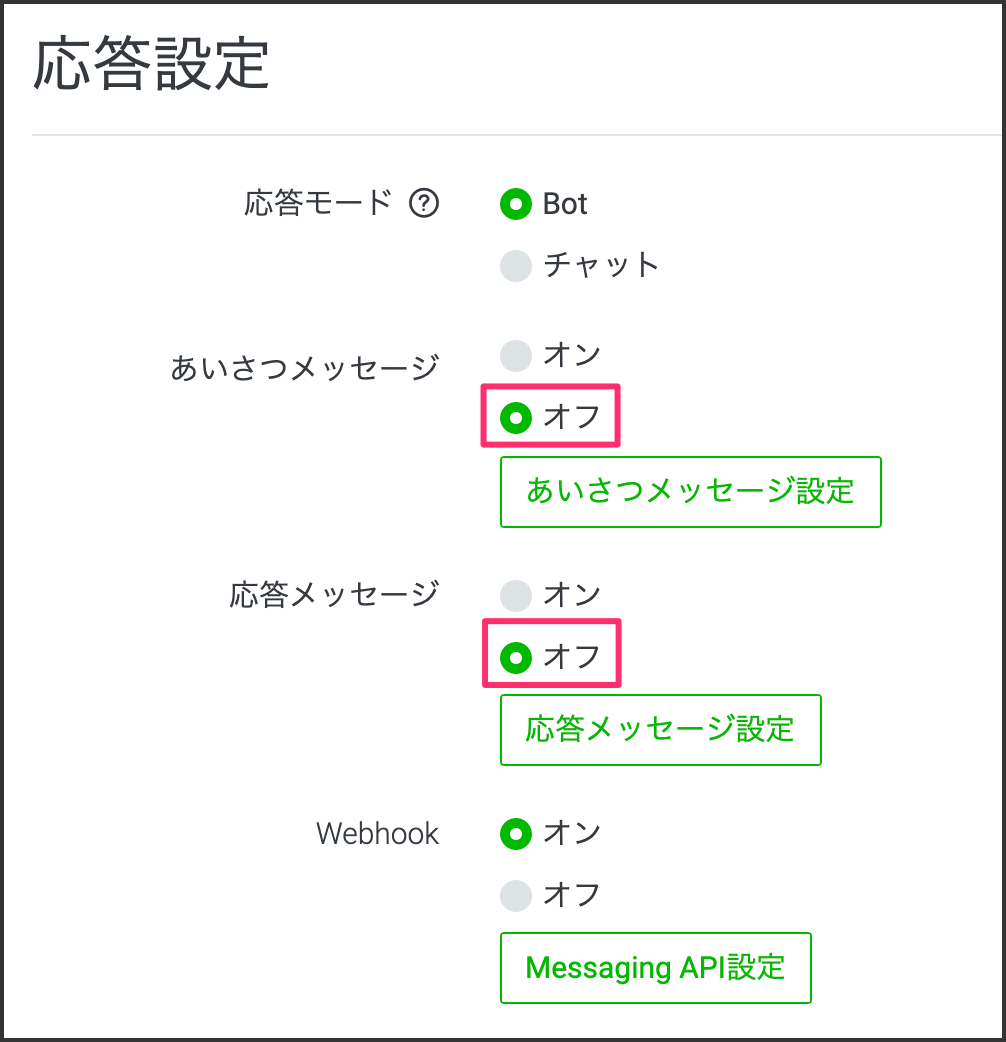 応答設定
応答モード ?
Bot
チャット
あいさつメッセージ
オン
オフ
あいさつメッセージ設定
応答メッセージ
オン
オフ
応答メッセージ設定
Webhook
オン
オフ
Messaging API設定